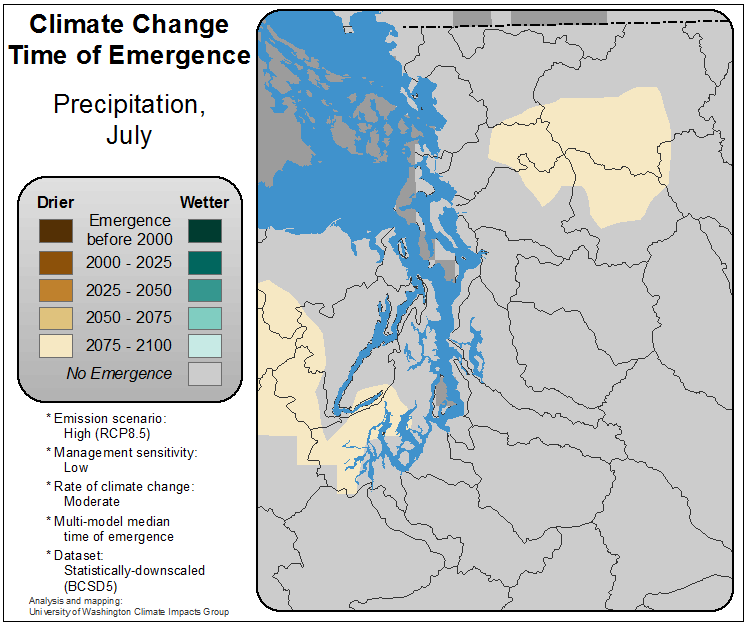 Climate Change
Time of Emergence
Precipitation,
July
Drier Wetter
Emergence
before 2000
2000 - 2025
2025 - 2050
2050 - 2075
2075 - 2100
No Emergence
* Emission scenario:
High (RCP8.5)
* Management sensitivity:
Low
* Rate of climate change:
Moderate
* Multi-model median
time of emergence
* Dataset:
Statistically-downscaled
(BCSD5)
Analysis and mapping:
University of Washington Climate Impacts Group